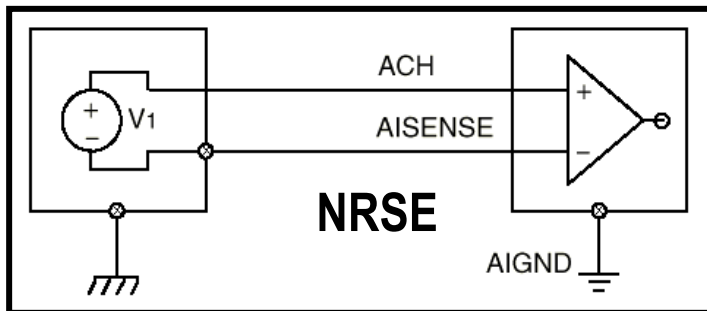 ACH
+
+
V1
−
AISENSE
−
NRSE
AIGND